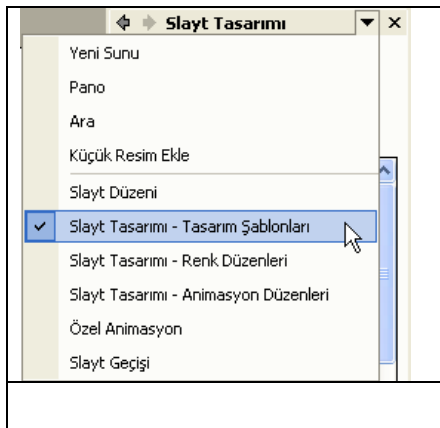 Slayt Tasarımı
Yeni Sunu
Pano
Ara
Küçük Resim Ekle
Slayt Düzeni
Slayt Tasarımı - Tasarım Şablonları
Slayt Tasarımı - Renk Düzenleri
Slayt Tasarımı - Animasyon Düzenleri
Özel Animasyon
Slayt Geçişi